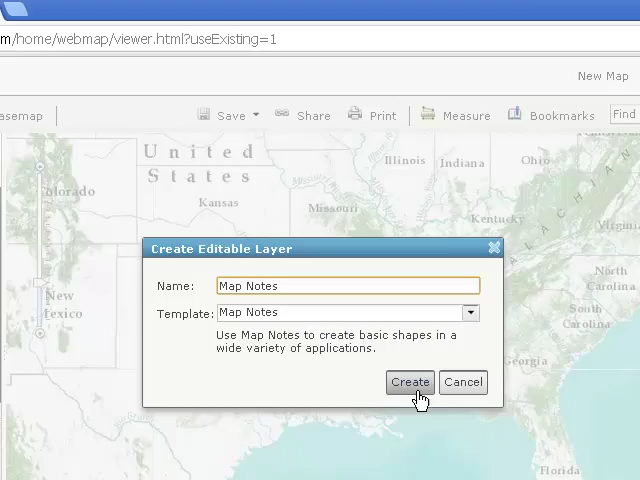 m/home/webmap/viewer.html?useExisting=1
New Map
asemap
Save
Share
Print
Measure
Bookmarks
Find
United
States
Illinois
Indiana
Ohio
olorado
Kansas
Missouri
Kentucky
Virgini
APPALACHIAN
New
exico
North
Carolina
South
Carolina
Georgia
Florida
Create Editable Layer
Name:
Map Notes
Template:
Map Notes
Use Map Notes to create basic shapes in a
wide variety of applications.
Create
Cancel